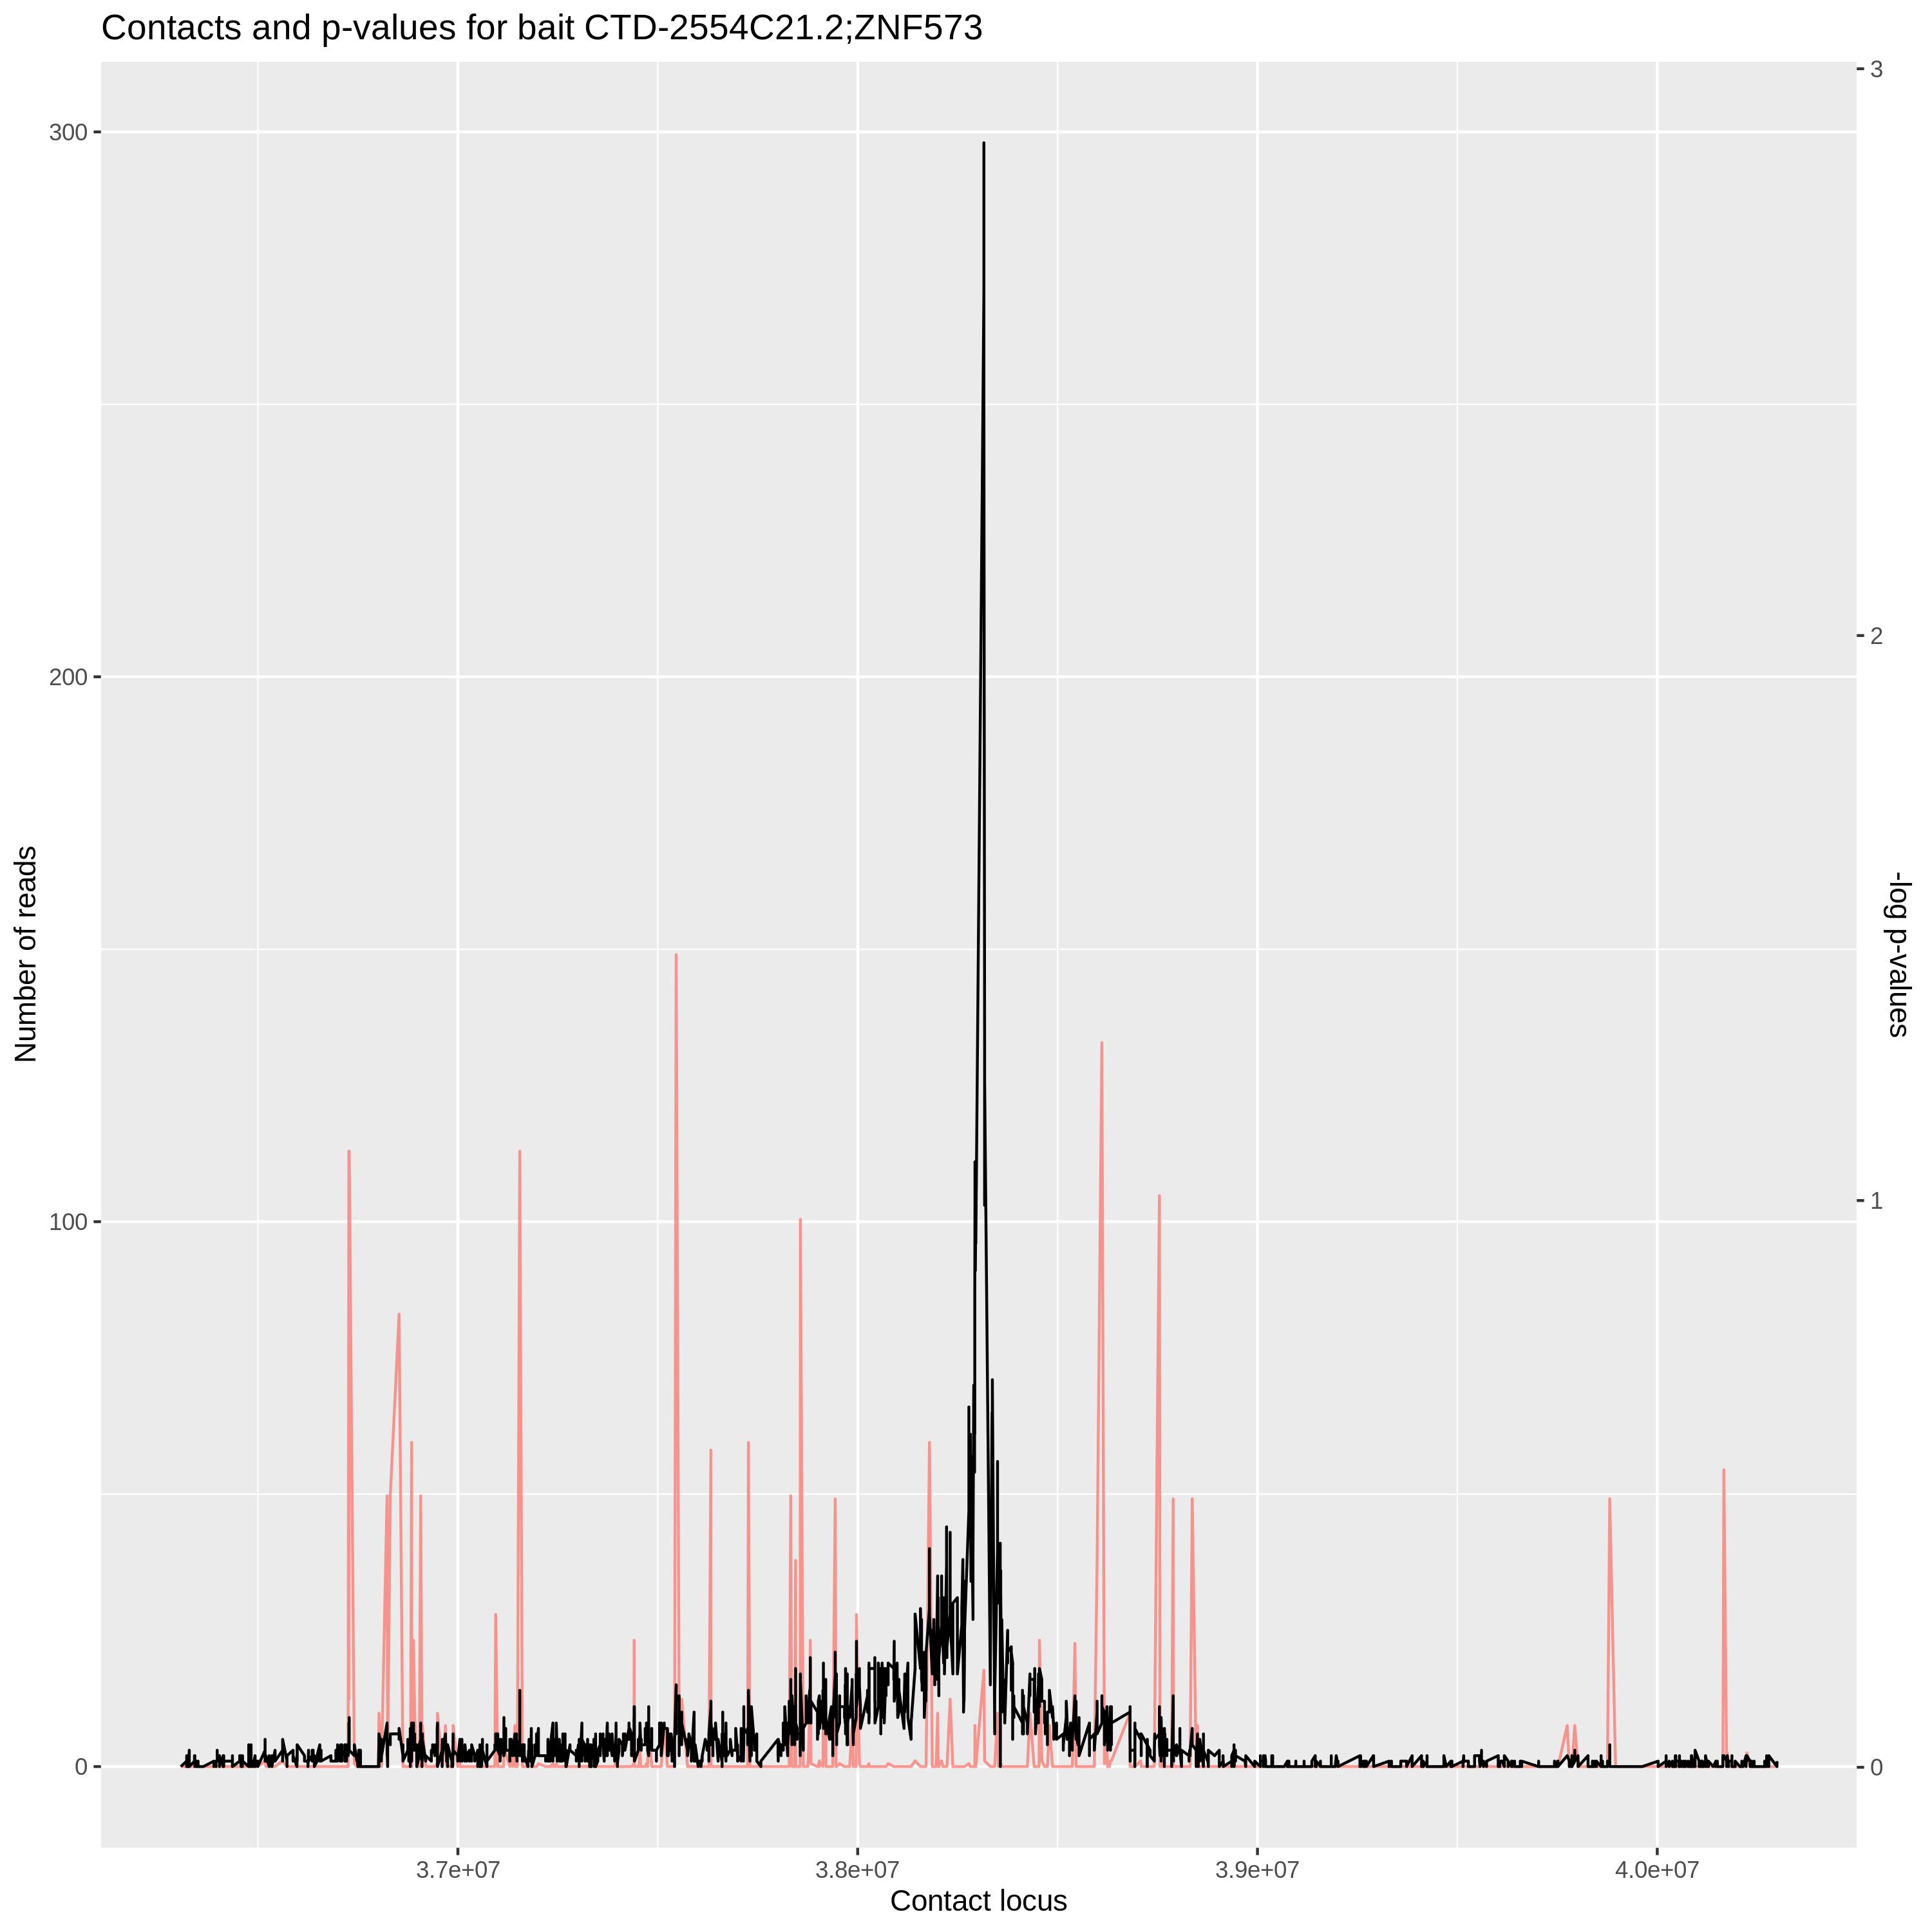 Contacts and p-values for bait CTD-2554C21.2;ZNF573
300
200
100
0
Number of reads
3
2
1
0
-log p-values
3.7e+07
3.8e+07
3.9e+07
4.0e+07
Contact locus